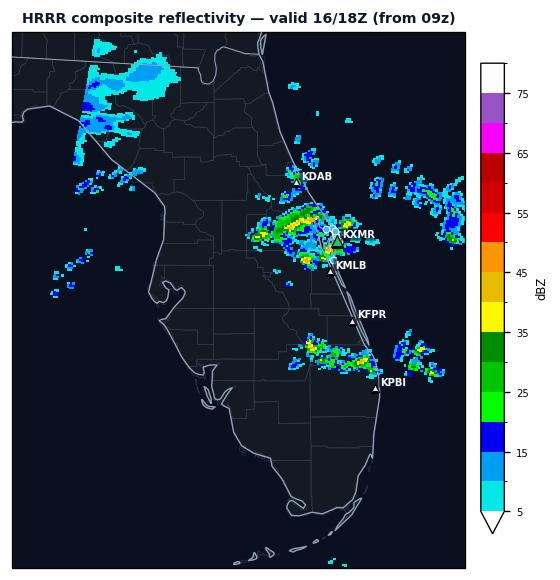 HRRR composite reflectivity — valid 16/18Z (from 09z)
75
65
55
45
35
25
15
5
dBZ
KDAB
KXMR
KMLB
KFPR
KPBI